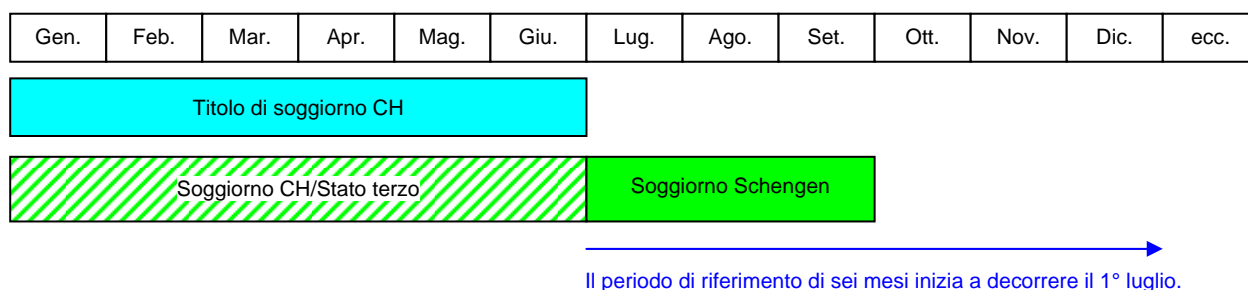 Gen. Feb. Mar. Apr. Mag. Giu. Lug. Ago. Set. Ott. Nov. Dic. ecc.
Titolo di soggiorno CH
Soggiorno CH/Stato terzo Soggiorno Schengen
Il periodo di riferimento di sei mesi inizia a decorrere il 1° luglio.